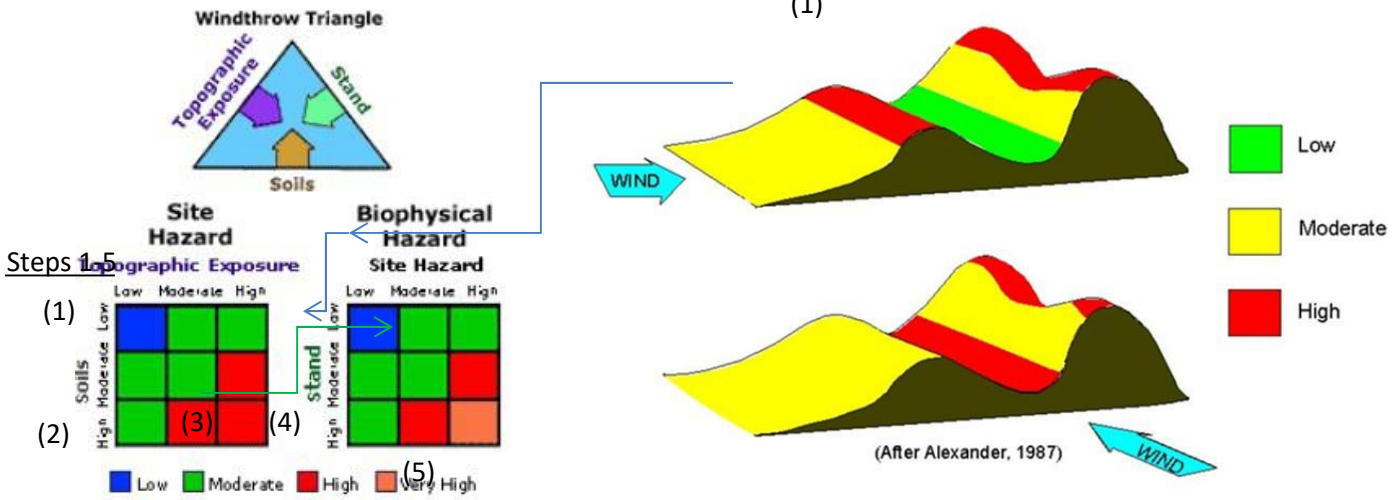 (1)
Windthrow Triangle
Topographic
Exposure
Stand
Soils
Site
Hazard
Biophysical
Hazard
Steps 1-5
Topographic Exposure
Site Hazard
Low Moderate High
Low Moderate High
(1)
Low
Moderate
High
Soils
Low
Moderate
High
Stand
(2)
(3)
(4)
(5)
Low
Moderate
High
Very High
WIND
Low
Moderate
High
(After Alexander, 1987)
WIND